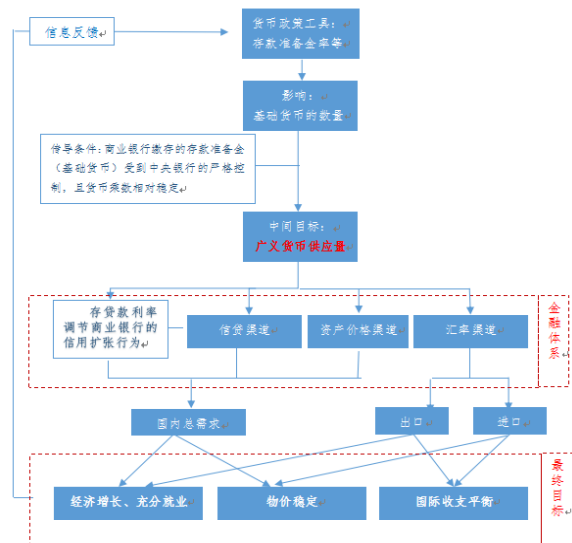 信息反馈
货币政策工具：
存款准备金率等
影响：
基础货币的数量
传导条件：商业银行缴存的存款准备金
（基础货币）受到中央银行的严格控
制，且货币乘数相对稳定
中间目标：
广义货币供应量
存贷款利率
调节商业银行的
信用扩张行为
信贷渠道
资产价格渠道
汇率渠道
金融体系
国内总需求
出口
进口
经济增长、充分就业
物价稳定
国际收支平衡
最终目标